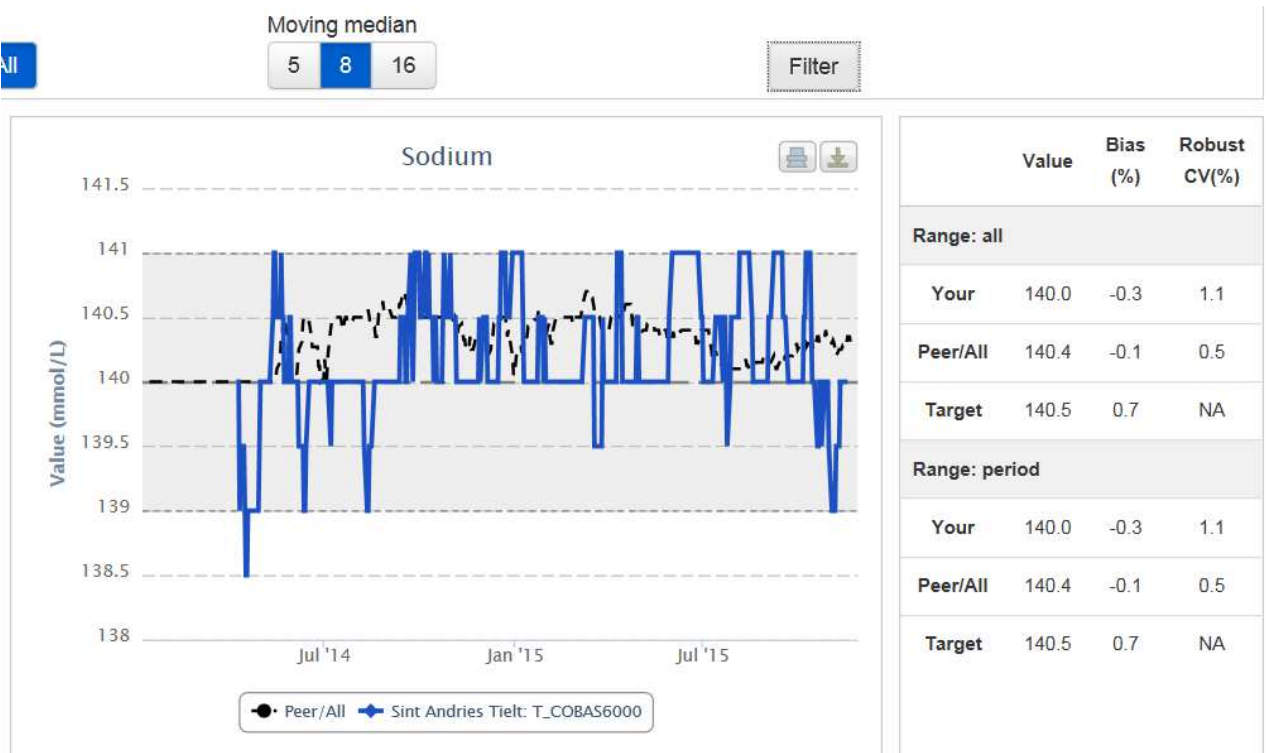 Moving median
All 5 8 16 Filter
Sodium
141.5
141
140.5
140
139.5
139
138.5
138
Value (mmol/L)
Jul '14 Jan '15 Jul '15
Peer/All Sint Andries Tielt: T_COBAS6000
Value Bias (%) Robust CV(%)
Range: all
Your 140.0 -0.3 1.1
Peer/All 140.4 -0.1 0.5
Target 140.5 0.7 NA
Range: period
Your 140.0 -0.3 1.1
Peer/All 140.4 -0.1 0.5
Target 140.5 0.7 NA